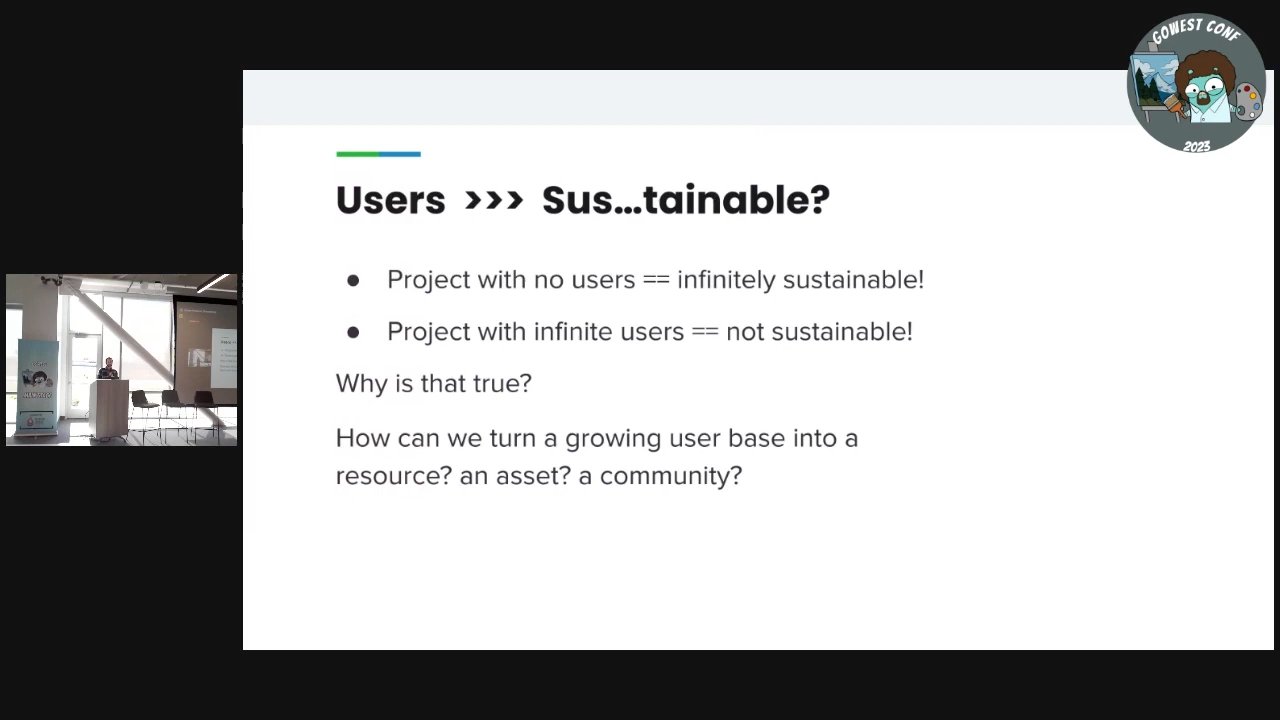 GOWEST CONF
2023
Users >>> Sus...tainable?
● Project with no users == infinitely sustainable!
● Project with infinite users == not sustainable!
Why is that true?
How can we turn a growing user base into a
resource? an asset? a community?